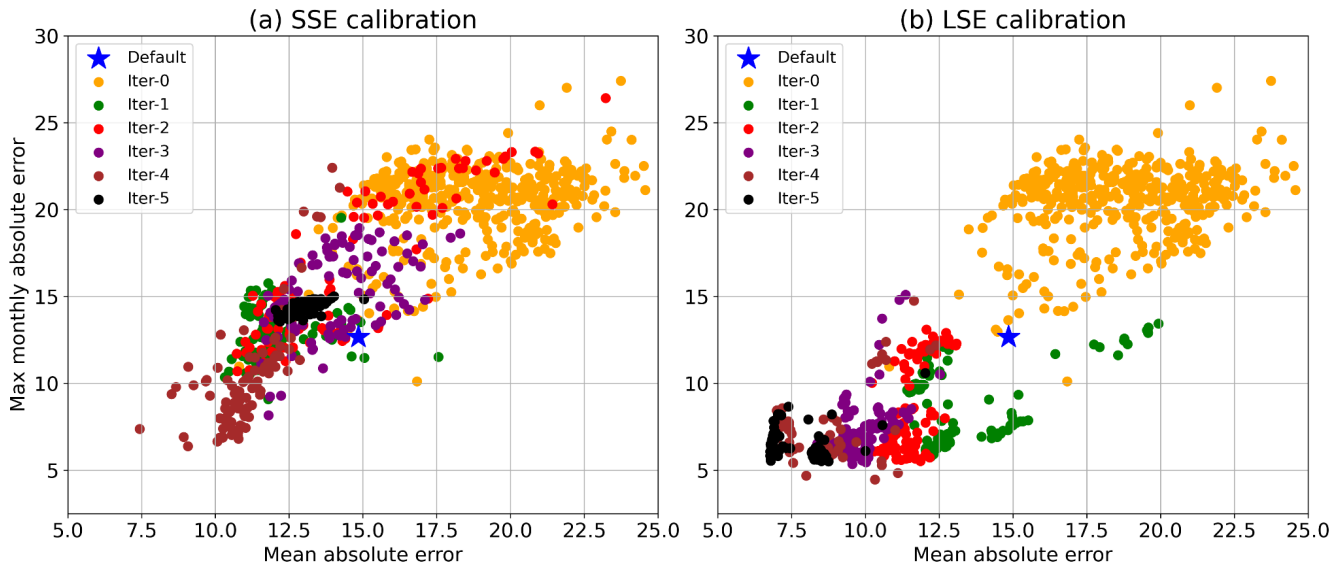 (a) SSE calibration
Max monthly absolute error
30
25
20
15
10
5
Default
Iter-0
Iter-1
Iter-2
Iter-3
Iter-4
Iter-5
5.0 7.5 10.0 12.5 15.0 17.5 20.0 22.5 25.0
Mean absolute error
(b) LSE calibration
30
25
20
15
10
5
Default
Iter-0
Iter-1
Iter-2
Iter-3
Iter-4
Iter-5
5.0 7.5 10.0 12.5 15.0 17.5 20.0 22.5 25.0
Mean absolute error